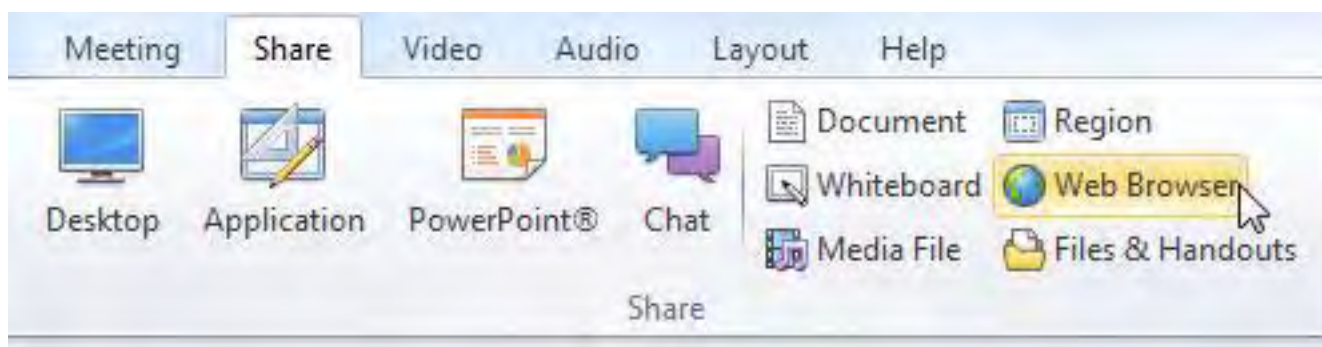 Meeting Share Video Audio Layout Help
Document Region
Whiteboard Web Browser
Desktop Application PowerPoint® Chat
Media File Files & Handouts
Share